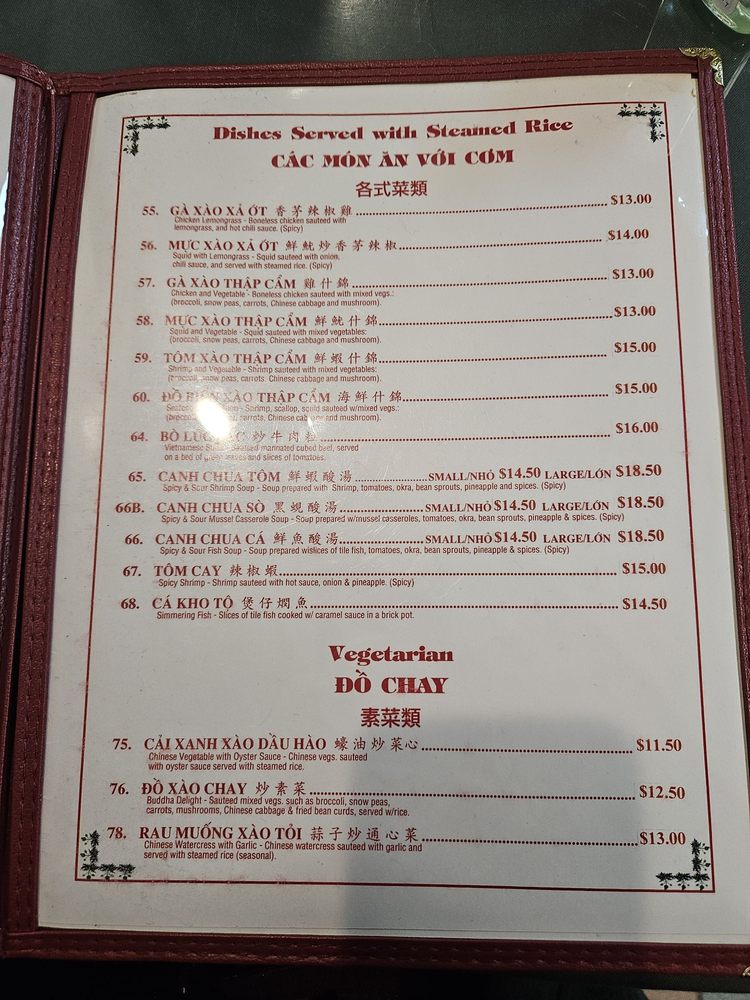 Dishes Served with Steamed Rice
CÁC MÓN ĂN VỚI CƠM
各式菜類
55. GÀ XÀO XẢ ỚT 香茅辣椒雞 $13.00
Chicken Lemongrass - Boneless chicken sauteed with
lemongrass, and hot chili sauce. (Spicy)
56. MỰC XÀO XẢ ỚT 鮮魷炒香茅辣椒 $14.00
Squid with Lemongrass - Squid sauteed with onion,
chili sauce, and served with steamed rice. (Spicy)
57. GÀ XÀO THẬP CẨM 雞什錦 $13.00
Chicken and Vegetable - Boneless chicken sauteed with mixed vegs.:
(broccoli, snow peas, carrots, Chinese cabbage and mushroom).
58. MỰC XÀO THẬP CẨM 鮮魷什錦 $13.00
Squid and Vegetable - Squid sauteed with mixed vegetables:
(broccoli, snow peas, carrots, Chinese cabbage and mushroom).
59. TÔM XÀO THẬP CẨM 鮮蝦什錦 $15.00
Shrimp and Vegetable - Shrimp sauteed with mixed vegetables:
(broccoli, snow peas, carrots, Chinese cabbage and mushroom).
60. ĐỒ BIỂN XÀO THẬP CẨM 海鮮什錦 $15.00
- Shrimp, scallop, squid sauteed w/mixed vegs.:
carrots, Chinese cabbage and mushroom).
64. BÒ LÚC LẮC 炒牛肉粒 $16.00
Vietnamese - Sauteed marinated cubed beef, served
on a bed of green leaves and slices of tomatoes.
65. CANH CHUA TÔM 鮮蝦酸湯 SMALL/NHỎ $14.50 LARGE/LỚN $18.50
Spicy & Sour Shrimp Soup - Soup prepared with Shrimp, tomatoes, okra, bean sprouts, pineapple and spices. (Spicy)
66B. CANH CHUA SÒ 黑蜆酸湯 SMALL/NHỎ $14.50 LARGE/LỚN $18.50
Spicy & Sour Mussel Casserole Soup - Soup prepared w/mussel casseroles, tomatoes, okra, bean sprouts, pineapple & spices. (Spicy)
66. CANH CHUA CÁ 鮮魚酸湯 SMALL/NHỎ $14.50 LARGE/LỚN $18.50
Spicy & Sour Fish Soup - Soup prepared w/slices of tile fish, tomatoes, okra, bean sprouts, pineapple & spices. (Spicy)
67. TÔM CAY 辣椒蝦 $15.00
Spicy Shrimp - Shrimp sauteed with hot sauce, onion & pineapple. (Spicy)
68. CÁ KHO TỘ 煲仔燜魚 $14.50
Simmering Fish - Slices of tile fish cooked w/ caramel sauce in a brick pot.
Vegetarian
ĐỒ CHAY
素菜類
75. CẢI XANH XÀO DẦU HÀO 蠔油炒菜心 $11.50
Chinese Vegetable with Oyster Sauce - Chinese vegs. sauteed
with oyster sauce served with steamed rice.
76. ĐỒ XÀO CHAY 炒素菜 $12.50
Buddha Delight - Sauteed mixed vegs. such as broccoli, snow peas,
carrots, mushrooms, Chinese cabbage & fried bean curds, served w/rice.
78. RAU MUỐNG XÀO TỎI 蒜子炒通心菜 $13.00
Chinese Watercress with Garlic - Chinese watercress sauteed with garlic and
served with steamed rice (seasonal).